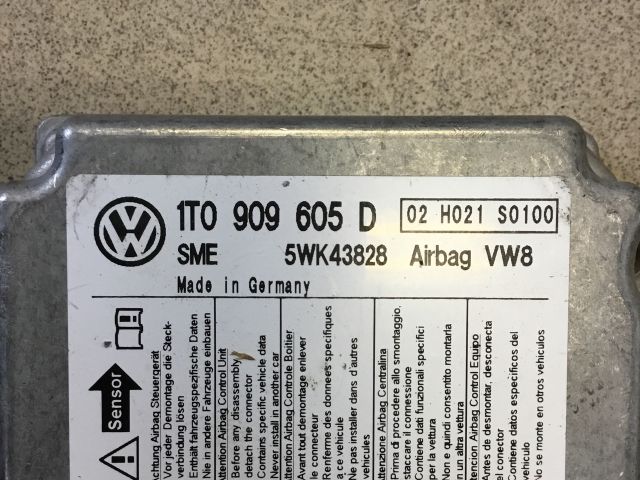 1T0 909 605 D 02 H021 S0100
SME 5WK43828 Airbag VW8
Made in Germany
Sensor
Achtung Airbag Steuergerät
Vor jeder Demontage die Steck-
verbindung lösen
Enthält fahrzeugspezifische Daten
Nie in andere Fahrzeuge einbauen
Attention Airbag Control Unit
Before any disassembly,
detach the connector
Contains specific vehicle data
Never install in another car
Attention Airbag Controle Boîtier
Avant tout demontage enlever
le connecteur
Renferme des donneés spécifiques
a ce vehicule
Ne pas installer dans d'autres
vehicules
Attenzione Airbag Centralina
Prima di procedere allo smontaggio,
staccare il connessione
Contiene dati funzionali specifici
per la vettura
Non e quindi consentito montarla
in un altra vettura
Atencion Airbag Control Equipo
Antes de desmontar, desconecta
el conector
Contiene datos específicos del
vehículo
No se monte en otros vehiculos